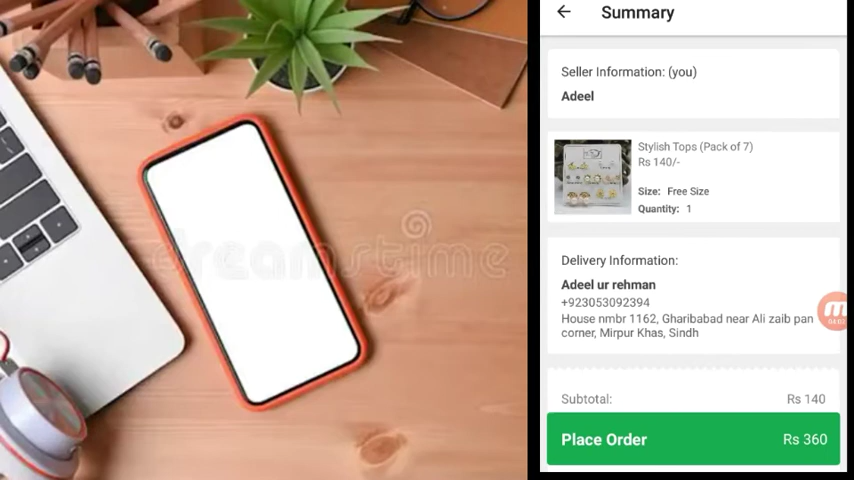 dreamstime
Summary
Seller Information: (you)
Adeel
Stylish Tops (Pack of 7)
Rs 140/-
Size: Free Size
Quantity: 1
Delivery Information:
Adeel ur rehman
+923053092394
House nmbr 1162, Gharibabad near Ali zaib pan
corner, Mirpur Khas, Sindh
Subtotal: Rs 140
Place Order Rs 360